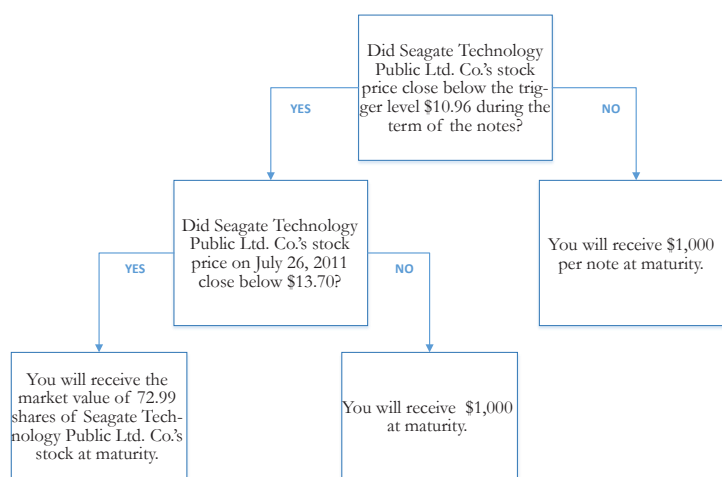 Did Seagate Technology
Public Ltd. Co.'s stock
price close below the trig-
ger level $10.96 during the
term of the notes?
YES
NO
Did Seagate Technology
Public Ltd. Co.'s stock
price on July 26, 2011
close below $13.70?
You will receive $1,000
per note at maturity.
YES
NO
You will receive the
market value of 72.99
shares of Seagate Tech-
nology Public Ltd. Co.'s
stock at maturity.
You will receive $1,000
at maturity.